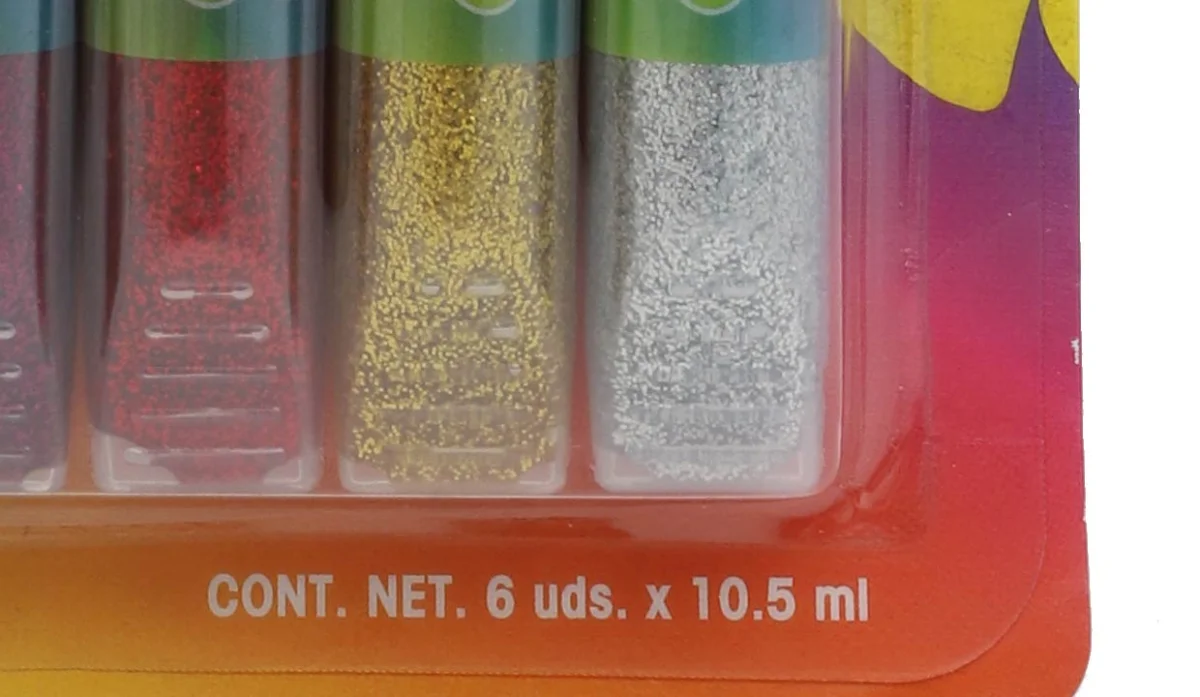 CONT. NET. 6 uds. x 10.5 ml